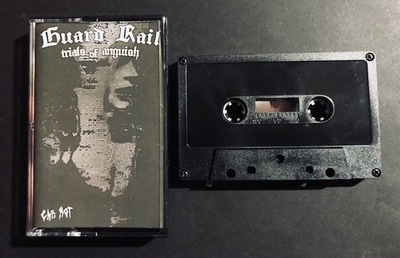 Guard Rail
trials of anguish